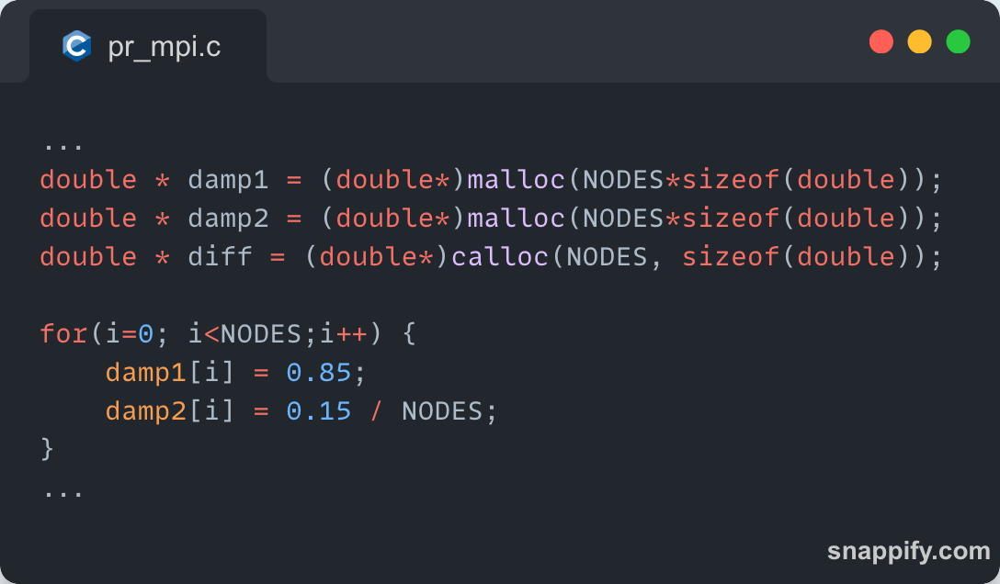 pr_mpi.c
...
double * damp1 = (double*)malloc(NODES*sizeof(double));
double * damp2 = (double*)malloc(NODES*sizeof(double));
double * diff = (double*)calloc(NODES, sizeof(double));
for(i=0; i<NODES;i++) {
    damp1[i] = 0.85;
    damp2[i] = 0.15 / NODES;
}
...
snappify.com